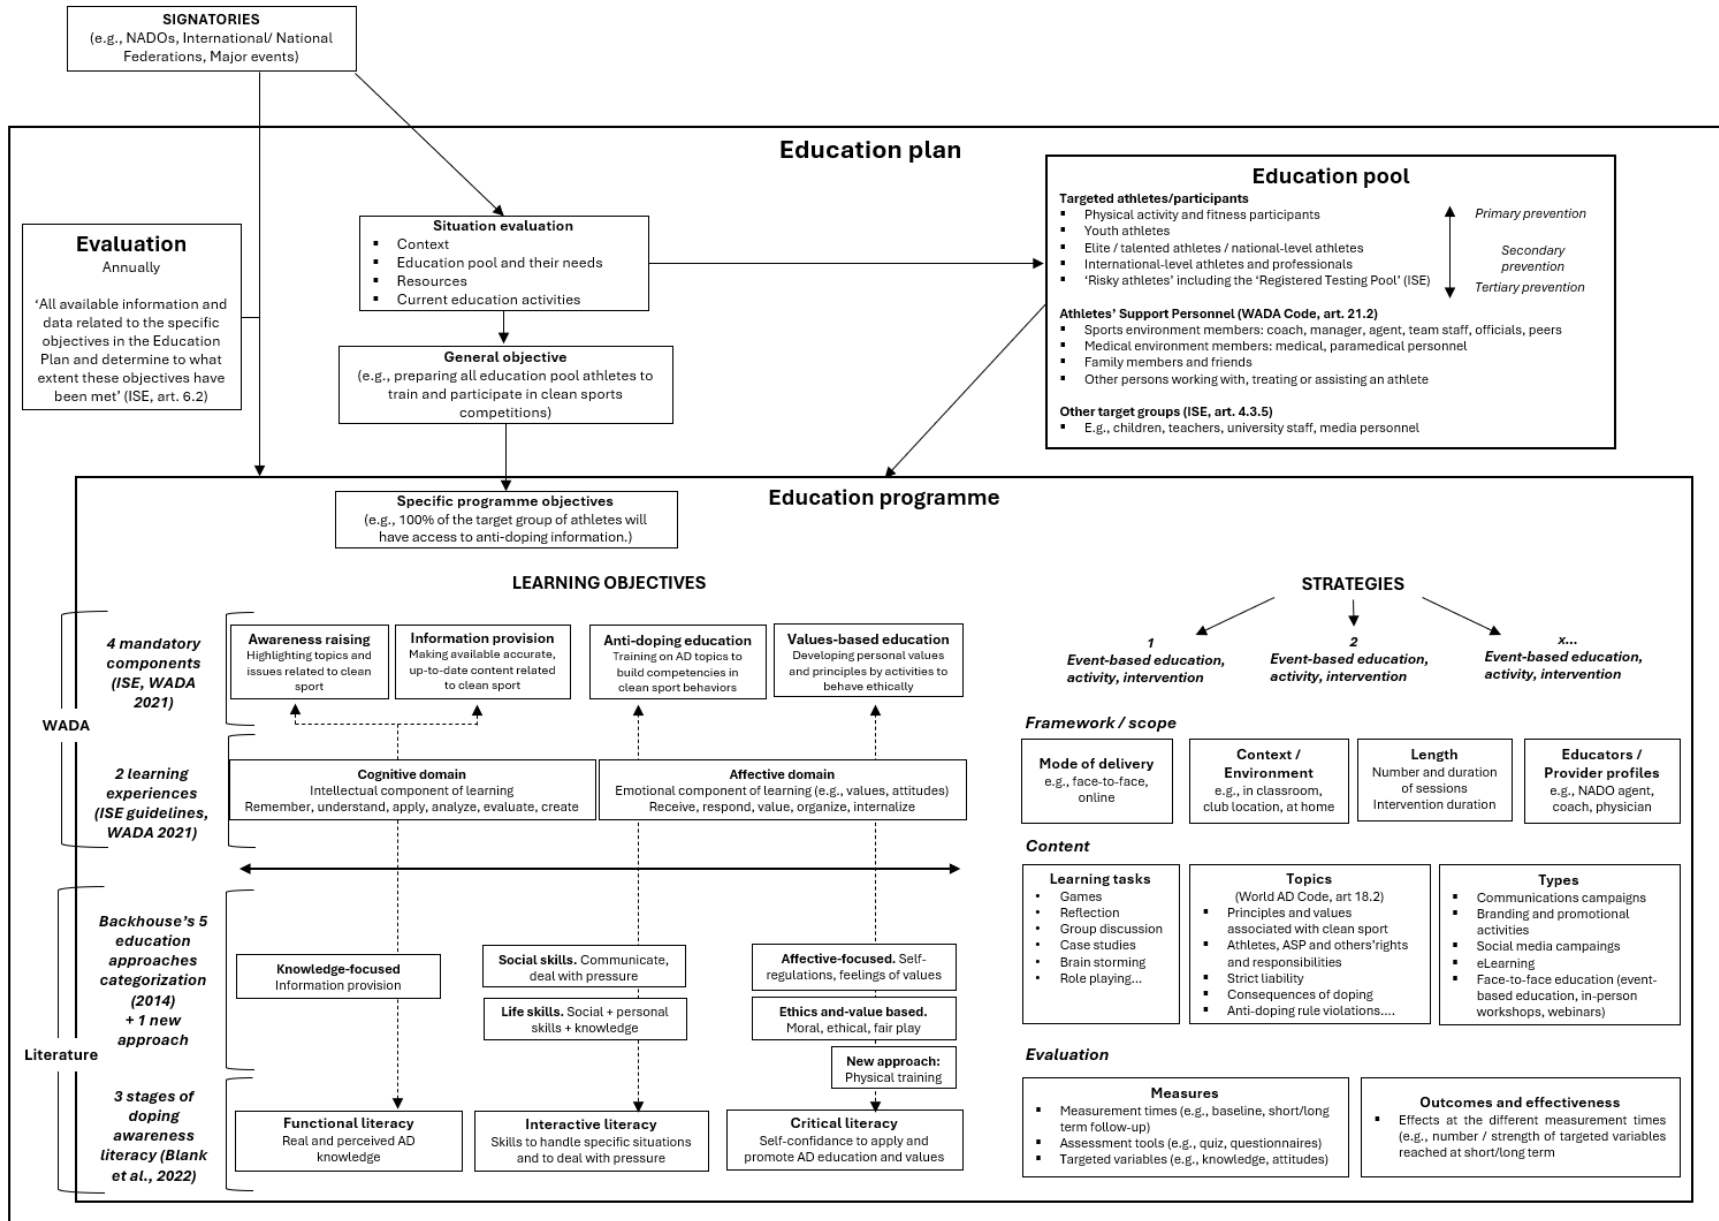 SIGNATORIES
(e.g., NADOs, International/ National
Federations, Major events)
Education plan
Evaluation
Annually
‘All available information and
data related to the specific
objectives in the Education
Plan and determine to what
extent these objectives have
been met’ (ISE, art. 6.2)
Situation evaluation
▪ Context
▪ Education pool and their needs
▪ Resources
▪ Current education activities
General objective
(e.g., preparing all education pool athletes to
train and participate in clean sports
competitions)
Education pool
Targeted athletes/participants
▪ Physical activity and fitness participants
▪ Youth athletes
▪ Elite / talented athletes / national-level athletes
▪ International-level athletes and professionals
▪ ‘Risky athletes’ including the ‘Registered Testing Pool’ (ISE)
Primary prevention
Secondary
prevention
Tertiary prevention
Athletes’ Support Personnel (WADA Code, art. 21.2)
▪ Sports environment members: coach, manager, agent, team staff, officials, peers
▪ Medical environment members: medical, paramedical personnel
▪ Family members and friends
▪ Other persons working with, treating or assisting an athlete
Other target groups (ISE, art. 4.3.5)
▪ E.g., children, teachers, university staff, media personnel
Education programme
Specific programme objectives
(e.g., 100% of the target group of athletes will
have access to anti-doping information.)
LEARNING OBJECTIVES
WADA
4 mandatory
components
(ISE, WADA
2021)
Awareness raising
Highlighting topics and
issues related to clean
sport
Information provision
Making available accurate,
up-to-date content related
to clean sport
Anti-doping education
Training on AD topics to
build competencies in
clean sport behaviors
Values-based education
Developing personal values
and principles by activities to
behave ethically
2 learning
experiences
(ISE guidelines,
WADA 2021)
Cognitive domain
Intellectual component of learning
Remember, understand, apply, analyze, evaluate, create
Affective domain
Emotional component of learning (e.g., values, attitudes)
Receive, respond, value, organize, internalize
Literature
Backhouse’s 5
education
approaches
categorization
(2014)
+ 1 new
approach
Knowledge-focused
Information provision
Social skills. Communicate,
deal with pressure
Life skills. Social + personal
skills + knowledge
Affective-focused. Self-
regulations, feelings of values
Ethics and-value based.
Moral, ethical, fair play
New approach:
Physical training
3 stages of
doping
awareness
literacy (Blank
et al., 2022)
Functional literacy
Real and perceived AD
knowledge
Interactive literacy
Skills to handle specific situations
and to deal with pressure
Critical literacy
Self-confidance to apply and
promote AD education and values
STRATEGIES
1
Event-based education,
activity, intervention
2
Event-based education,
activity, intervention
x...
Event-based education,
activity, intervention
Framework / scope
Mode of delivery
e.g., face-to-face,
online
Context /
Environment
e.g., in classroom,
club location, at home
Length
Number and duration
of sessions
Intervention duration
Educators /
Provider profiles
e.g., NADO agent,
coach, physician
Content
Learning tasks
• Games
• Reflection
• Group discussion
• Case studies
• Brain storming
• Role playing...
Topics
(World AD Code, art 18.2)
▪ Principles and values
associated with clean sport
▪ Athletes, ASP and others’rights
and responsibilities
▪ Strict liability
▪ Consequences of doping
▪ Anti-doping rule violations....
Types
▪ Communications campaigns
▪ Branding and promotional
activities
▪ Social media campaings
▪ eLearning
▪ Face-to-face education (event-
based education, in-person
workshops, webinars)
Evaluation
Measures
▪ Measurement times (e.g., baseline, short/long
term follow-up)
▪ Assessment tools (e.g., quiz, questionnaires)
▪ Targeted variables (e.g., knowledge, attitudes)
Outcomes and effectiveness
▪ Effects at the different measurement times
(e.g., number / strength of targeted variables
reached at short/long term